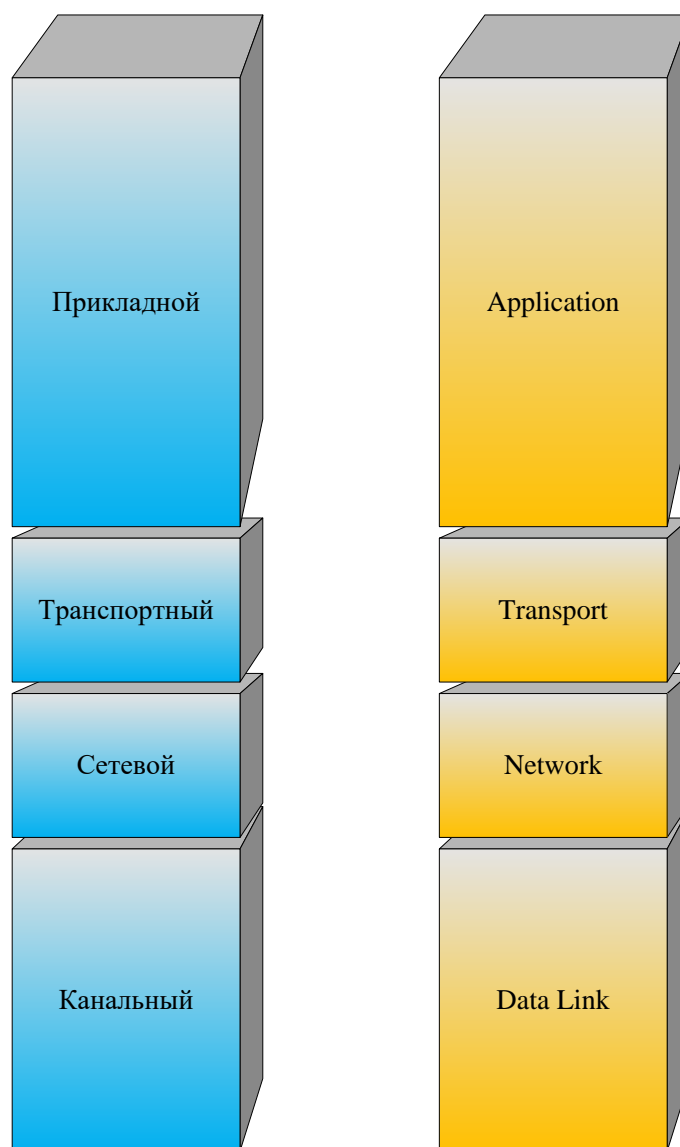 Прикладной
Application
Транспортный
Transport
Сетевой
Network
Канальный
Data Link